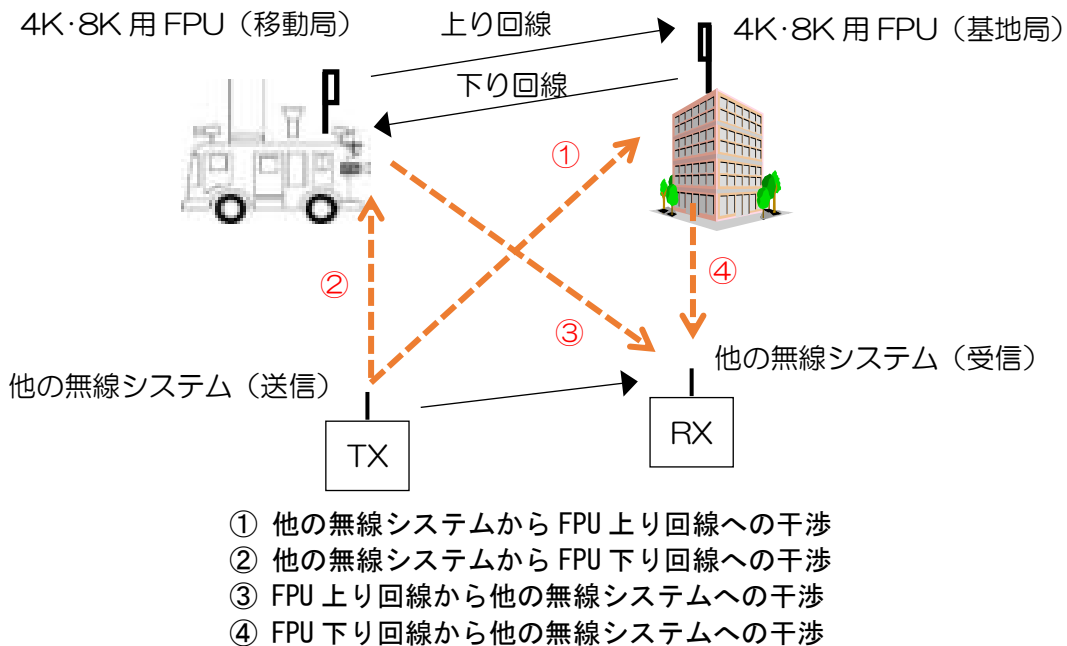 4K･8K 用 FPU（移動局）
上り回線
4K･8K 用 FPU（基地局）
下り回線
①
②
④
③
他の無線システム（受信）
他の無線システム（送信）
TX
RX
① 他の無線システムから FPU 上り回線への干渉
② 他の無線システムから FPU 下り回線への干渉
③ FPU 上り回線から他の無線システムへの干渉
④ FPU 下り回線から他の無線システムへの干渉